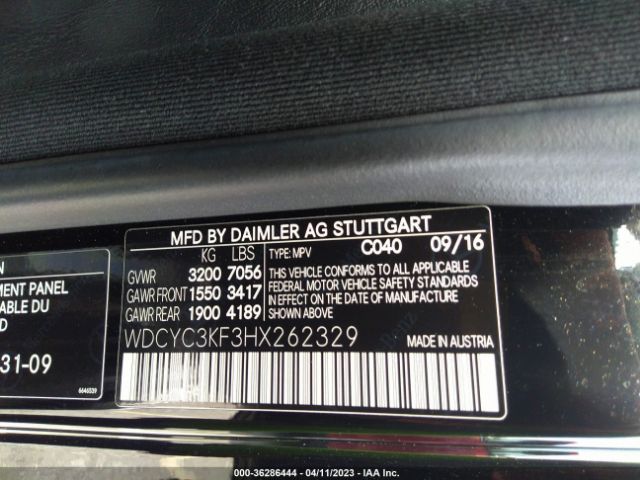 MFD BY DAIMLER AG STUTTGART
KG LBS TYPE: MPV C040 09/16
GVWR 3200 7056
GAWR FRONT 1550 3417
GAWR REAR 1900 4189
THIS VEHICLE CONFORMS TO ALL APPLICABLE
FEDERAL MOTOR VEHICLE SAFETY STANDARDS
IN EFFECT ON THE DATE OF MANUFACTURE
SHOWN ABOVE
WDCYC3KF3HX262329
MADE IN AUSTRIA
N
MENT PANEL
ABLE DU
D
31-09
6646539
000-36286444 - 04/11/2023 - IAA Inc.